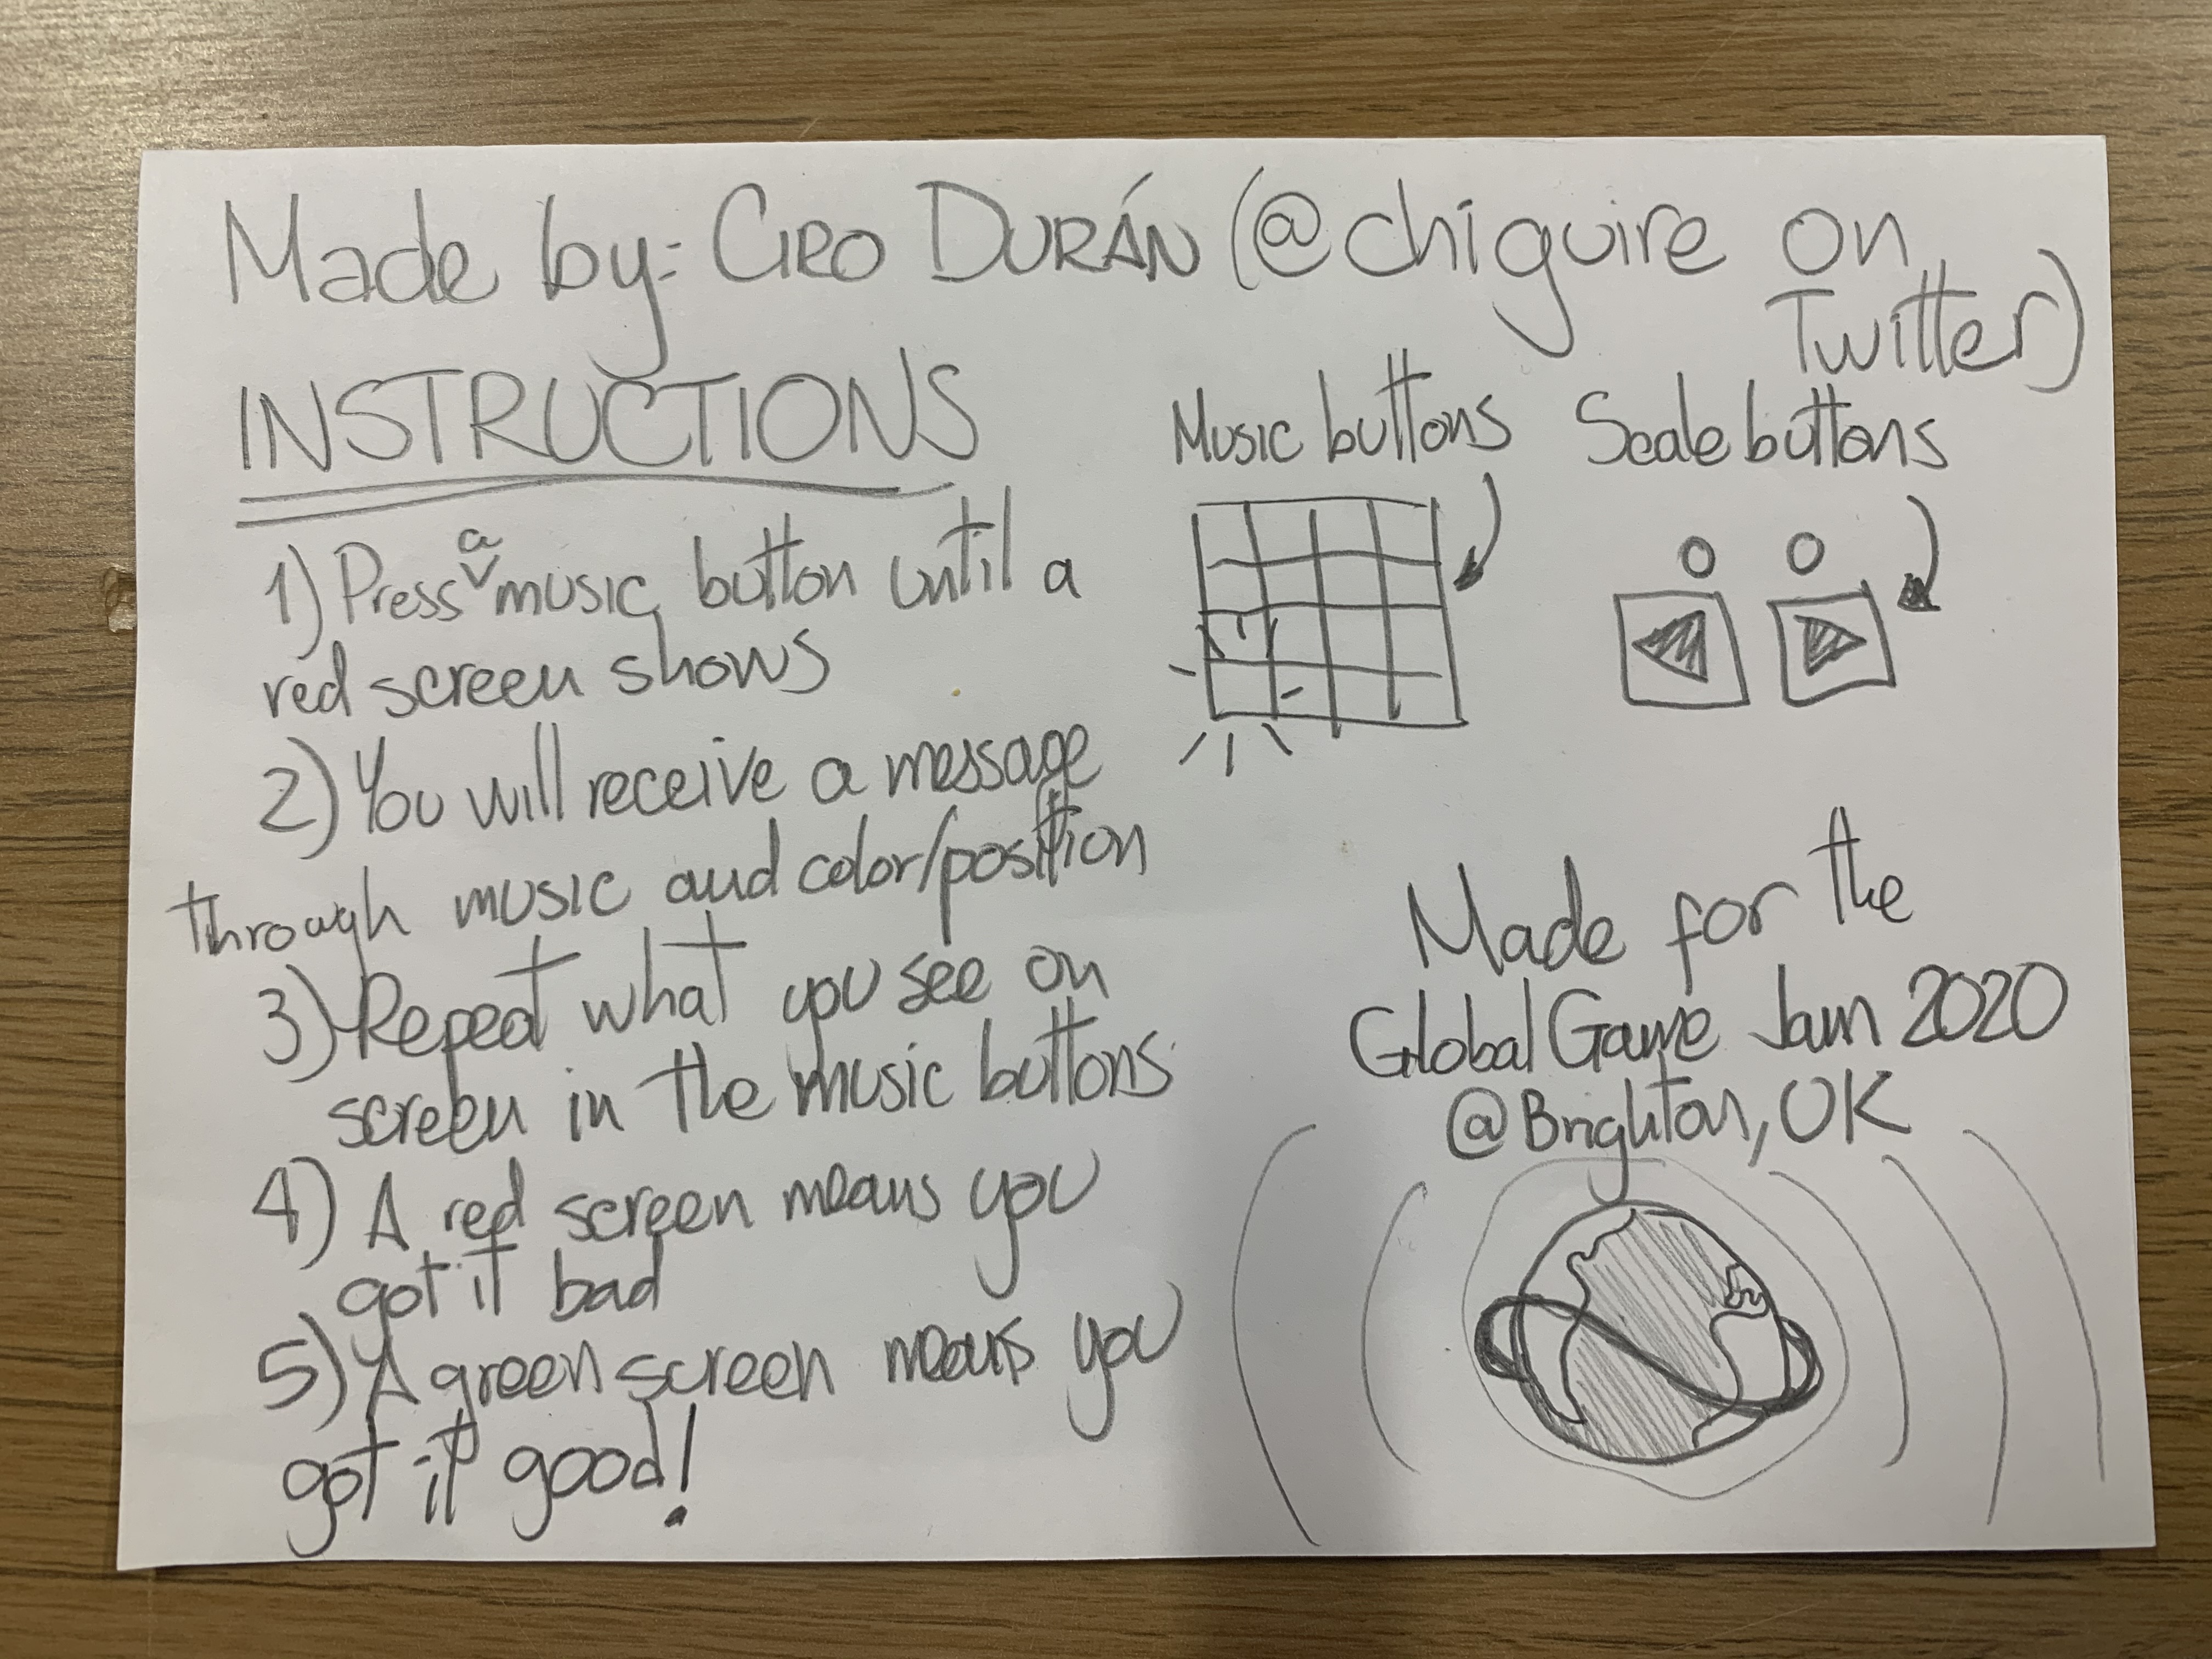 Made by: CIRO DURÁN (@chiguire on
Twitter)
INSTRUCTIONS
1) Press a music button until a
red screen shows
2) You will receive a message
through music and color/position
3) Repeat what you see on
screen in the music buttons
4) A red screen means you
got it bad
5) A green screen means you
got it good!
Music buttons
Scale buttons
Made for the
Global Game Jam 2020
@Brighton, UK